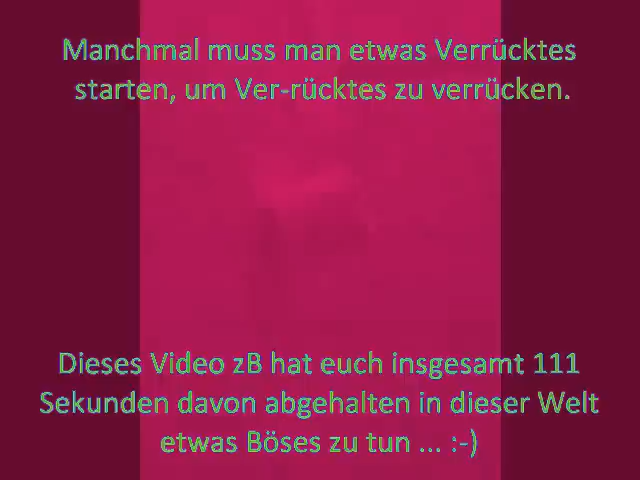 Manchmal muss man etwas Verrücktes
starten, um Ver-rücktes zu verrücken.
Dieses Video zB hat euch insgesamt 111
Sekunden davon abgehalten in dieser Welt
etwas Böses zu tun ... :-)